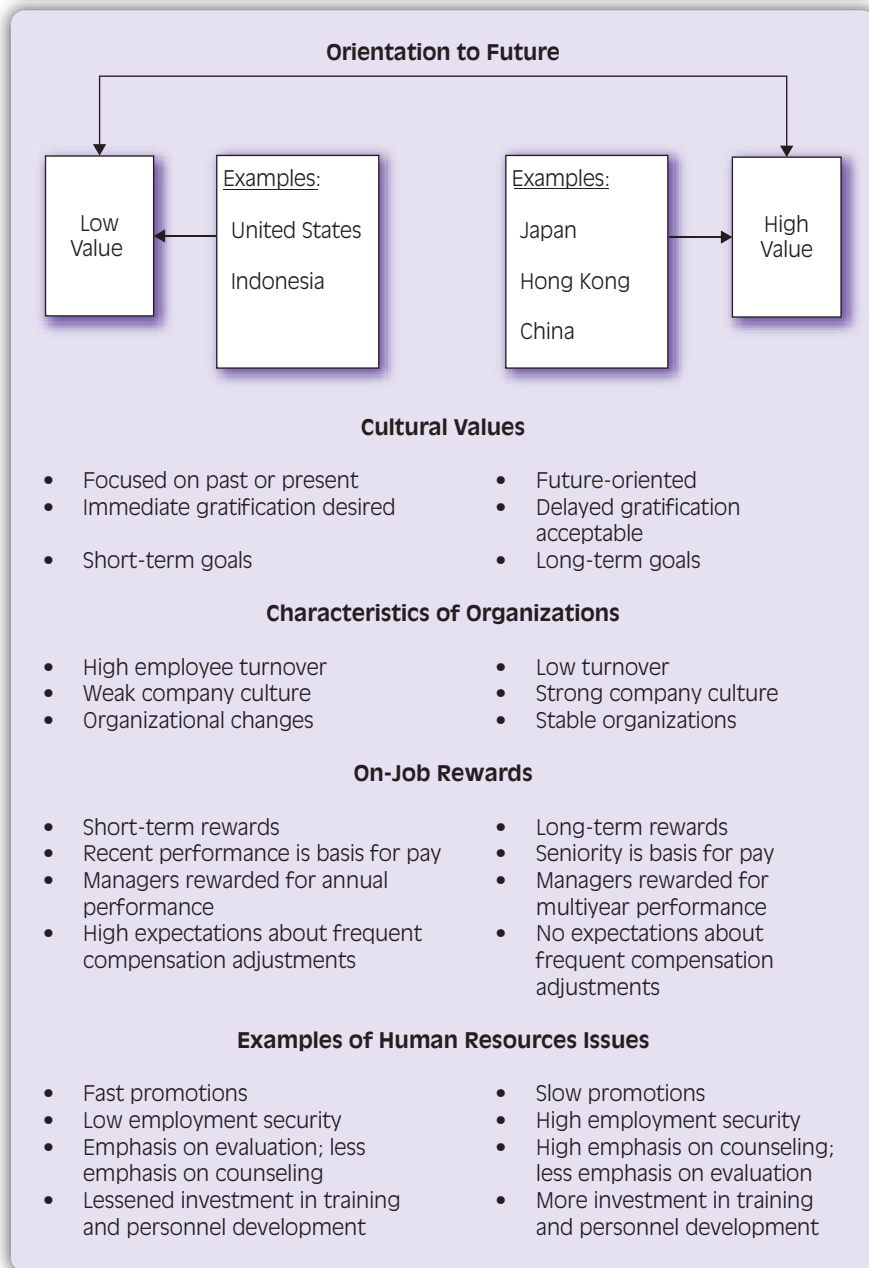 Orientation to Future
Low
Value
Examples:
United States
Indonesia
Examples:
Japan
Hong Kong
China
High
Value
Cultural Values
• Focused on past or present
• Immediate gratification desired
• Short-term goals
• Future-oriented
• Delayed gratification
acceptable
• Long-term goals
Characteristics of Organizations
• High employee turnover
• Weak company culture
• Organizational changes
• Low turnover
• Strong company culture
• Stable organizations
On-Job Rewards
• Short-term rewards
• Recent performance is basis for pay
• Managers rewarded for annual
performance
• High expectations about frequent
compensation adjustments
• Long-term rewards
• Seniority is basis for pay
• Managers rewarded for
multiyear performance
• No expectations about
frequent compensation
adjustments
Examples of Human Resources Issues
• Fast promotions
• Low employment security
• Emphasis on evaluation; less
emphasis on counseling
• Lessened investment in training
and personnel development
• Slow promotions
• High employment security
• High emphasis on counseling;
less emphasis on evaluation
• More investment in training
and personnel development